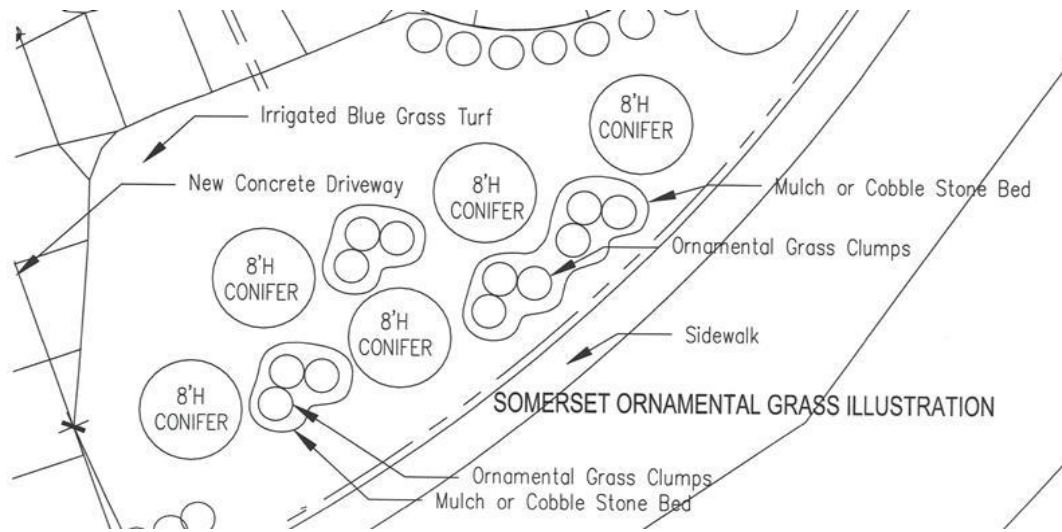 8'H
CONIFER
Irrigated Blue Grass Turf
8'H
CONIFER
New Concrete Driveway
Mulch or Cobble Stone Bed
Ornamental Grass Clumps
8'H
CONIFER
8'H
CONIFER
Sidewalk
8'H
CONIFER
SOMERSET ORNAMENTAL GRASS ILLUSTRATION
Ornamental Grass Clumps
Mulch or Cobble Stone Bed